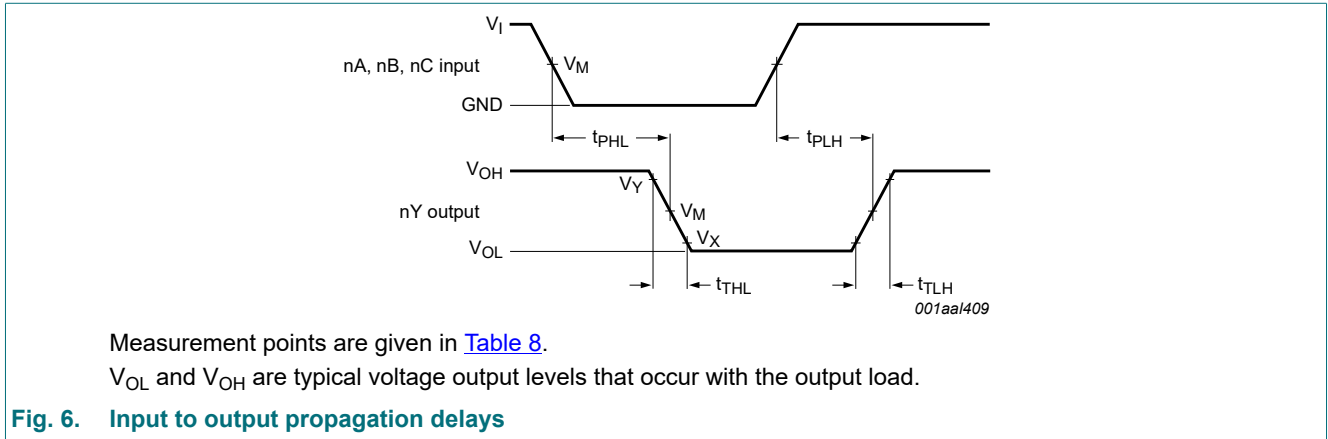 V_I
nA, nB, nC input
V_M
GND
t_PHL
t_PLH
V_OH
V_Y
nY output
V_M
V_X
V_OL
t_THL
t_TLH
001aal409
Measurement points are given in Table 8.
V_OL and V_OH are typical voltage output levels that occur with the output load.
Fig. 6. Input to output propagation delays